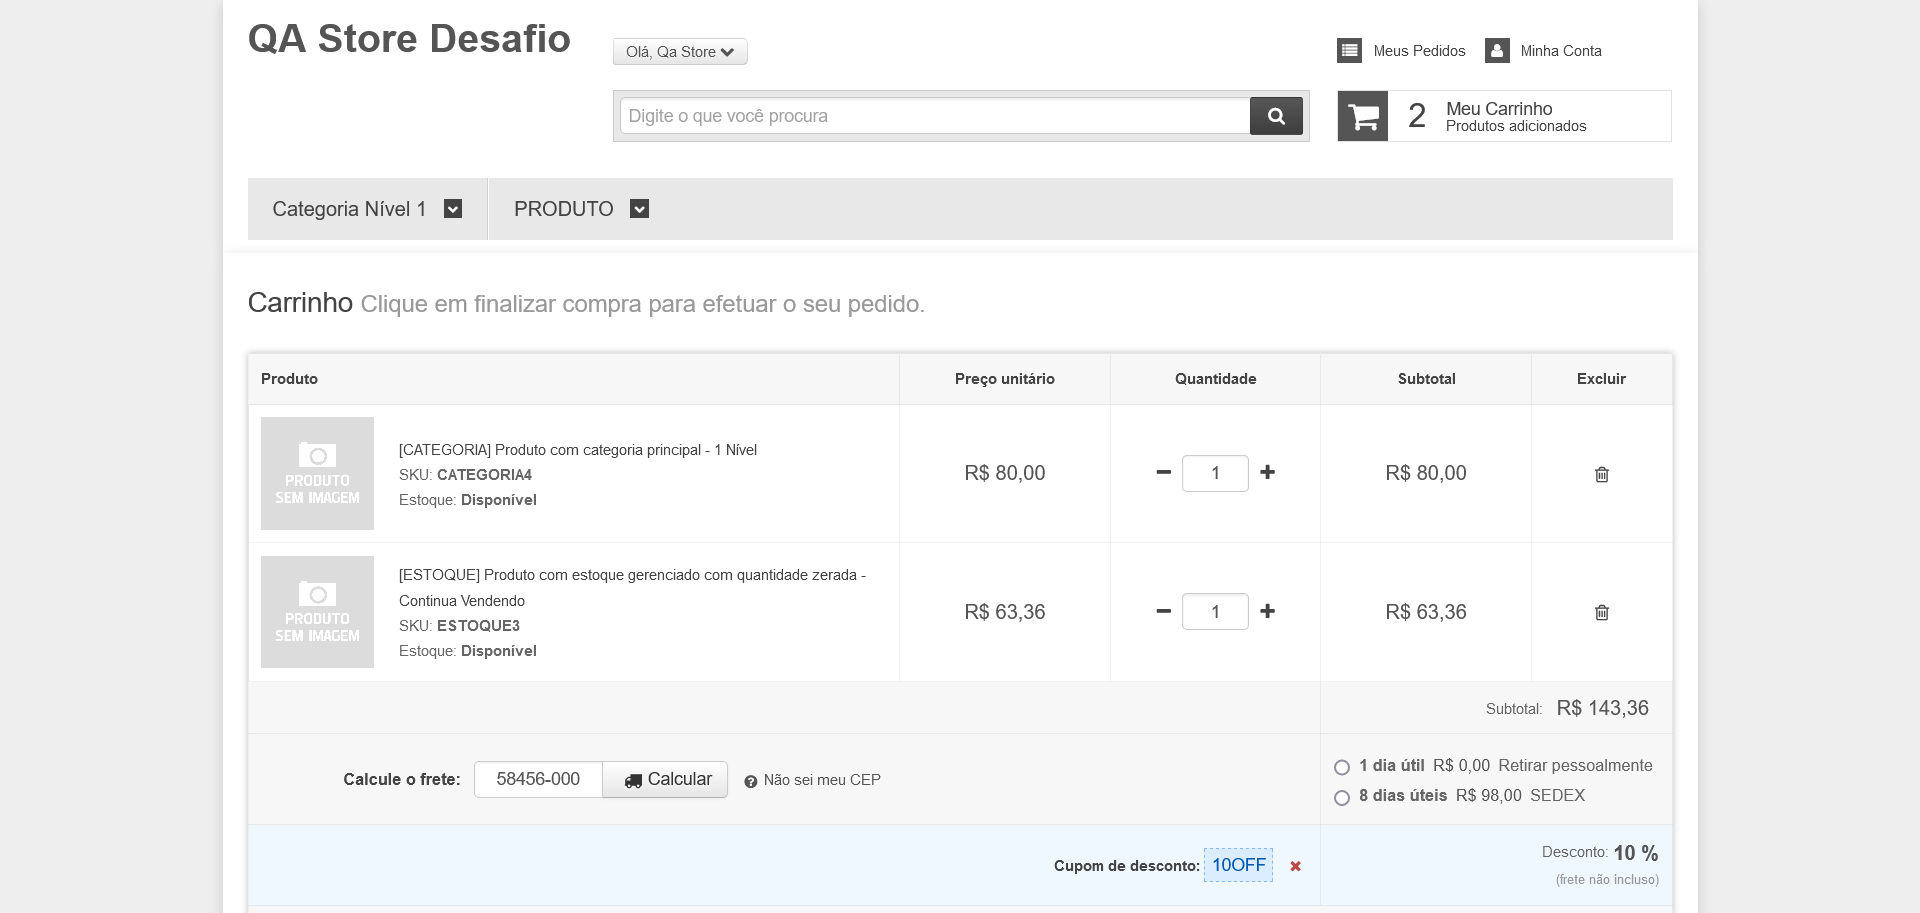 QA Store Desafio
Olá, Qa Store
Meus Pedidos
Minha Conta
Digite o que você procura
2
Meu Carrinho
Produtos adicionados
Categoria Nível 1
PRODUTO
Carrinho Clique em finalizar compra para efetuar o seu pedido.
Produto
Preço unitário
Quantidade
Subtotal
Excluir
PRODUTO
SEM IMAGEM
[CATEGORIA] Produto com categoria principal - 1 Nível
SKU: CATEGORIA4
Estoque: Disponível
R$ 80,00
1
R$ 80,00
PRODUTO
SEM IMAGEM
[ESTOQUE] Produto com estoque gerenciado com quantidade zerada -
Continua Vendendo
SKU: ESTOQUE3
Estoque: Disponível
R$ 63,36
1
R$ 63,36
Subtotal: R$ 143,36
Calcule o frete:
58456-000
Calcular
Não sei meu CEP
1 dia útil R$ 0,00 Retirar pessoalmente
8 dias úteis R$ 98,00 SEDEX
Cupom de desconto: 10OFF
Desconto: 10 %
(frete não incluso)